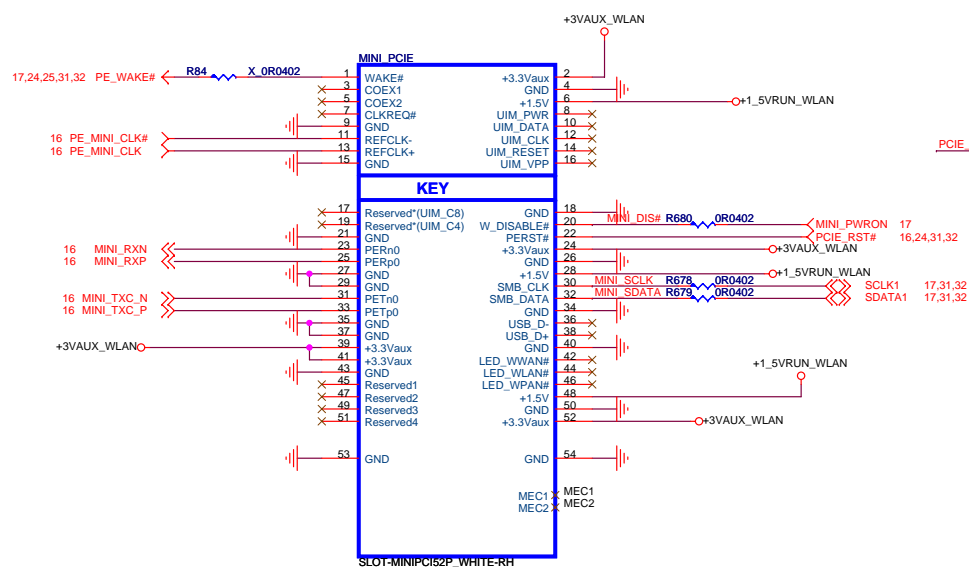 +3VAUX_WLAN
MINI_PCIE
17,24,25,31,32 PE_WAKE# R84 X_0R0402 1 WAKE# +3.3Vaux 2
3 COEX1 GND 4
5 COEX2 +1.5V 6 +1_5VRUN_WLAN
7 CLKREQ# UIM_PWR 8
9 GND UIM_DATA 10
16 PE_MINI_CLK# 11 REFCLK- UIM_CLK 12
16 PE_MINI_CLK 13 REFCLK+ UIM_RESET 14 PCIE_
15 GND UIM_VPP 16
KEY
17 Reserved*(UIM_C8) GND 18
19 Reserved*(UIM_C4) W_DISABLE# 20 MINI_DIS# R680 0R0402 MINI_PWRON 17
21 GND PERST# 22 PCIE_RST# 16,24,31,32
16 MINI_RXN 23 PERn0 +3.3Vaux 24 +3VAUX_WLAN
16 MINI_RXP 25 PERp0 GND 26
27 GND +1.5V 28 +1_5VRUN_WLAN
29 GND SMB_CLK 30 MINI_SCLK R678 0R0402 SCLK1 17,31,32
16 MINI_TXC_N 31 PETn0 SMB_DATA 32 MINI_SDATA R679 0R0402 SDATA1 17,31,32
16 MINI_TXC_P 33 PETp0 GND 34
35 GND USB_D- 36
37 GND USB_D+ 38
+3VAUX_WLAN 39 +3.3Vaux GND 40
41 +3.3Vaux LED_WWAN# 42
43 GND LED_WLAN# 44 +1_5VRUN_WLAN
45 Reserved1 LED_WPAN# 46
47 Reserved2 +1.5V 48
49 Reserved3 GND 50
51 Reserved4 +3.3Vaux 52 +3VAUX_WLAN
53 GND GND 54
MEC1 MEC1
MEC2 MEC2
SLOT-MINIPCI52P_WHITE-RH